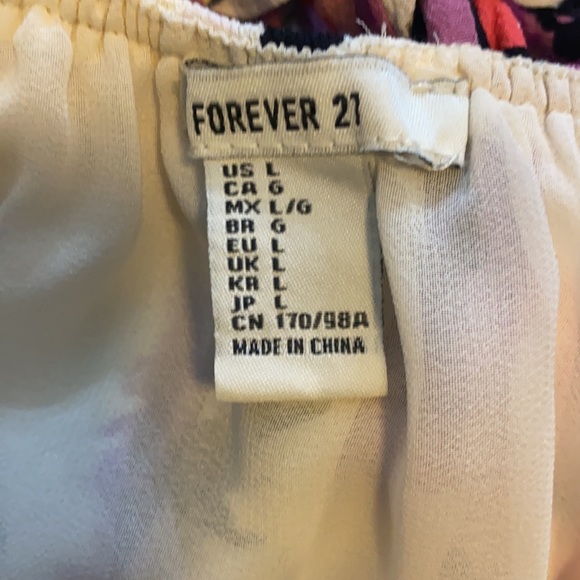 FOREVER 21
US L
CA G
MX L/G
BR G
EU L
UK L
KR L
JP L
CN 170/98A
MADE IN CHINA